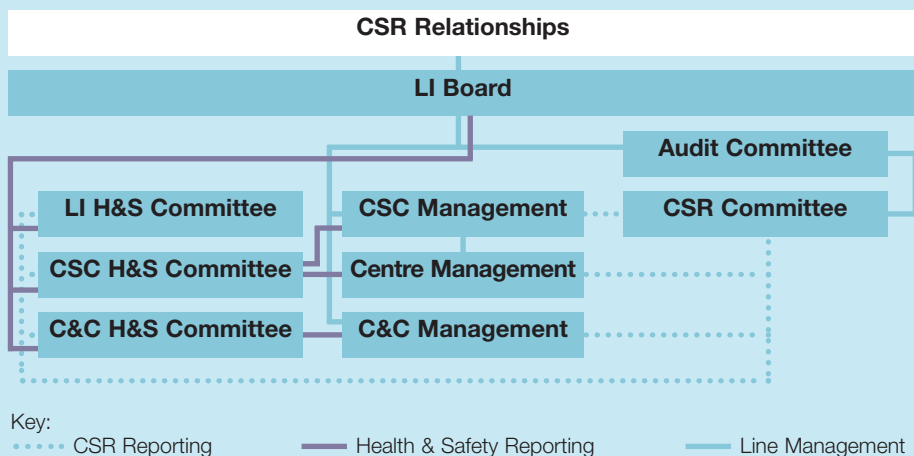 CSR Relationships
LI Board
Audit Committee
LI H&S Committee
CSC Management
CSR Committee
CSC H&S Committee
Centre Management
C&C H&S Committee
C&C Management
Key:
CSR Reporting
Health & Safety Reporting
Line Management